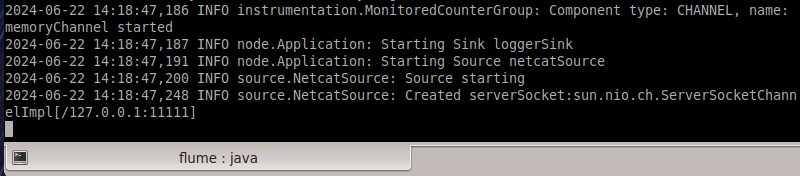 2024-06-22 14:18:47,186 INFO instrumentation.MonitoredCounterGroup: Component type: CHANNEL, name:
memoryChannel started
2024-06-22 14:18:47,187 INFO node.Application: Starting Sink loggerSink
2024-06-22 14:18:47,191 INFO node.Application: Starting Source netcatSource
2024-06-22 14:18:47,200 INFO source.NetcatSource: Source starting
2024-06-22 14:18:47,248 INFO source.NetcatSource: Created serverSocket:sun.nio.ch.ServerSocketChann
elImpl[/127.0.0.1:11111]
flume : java